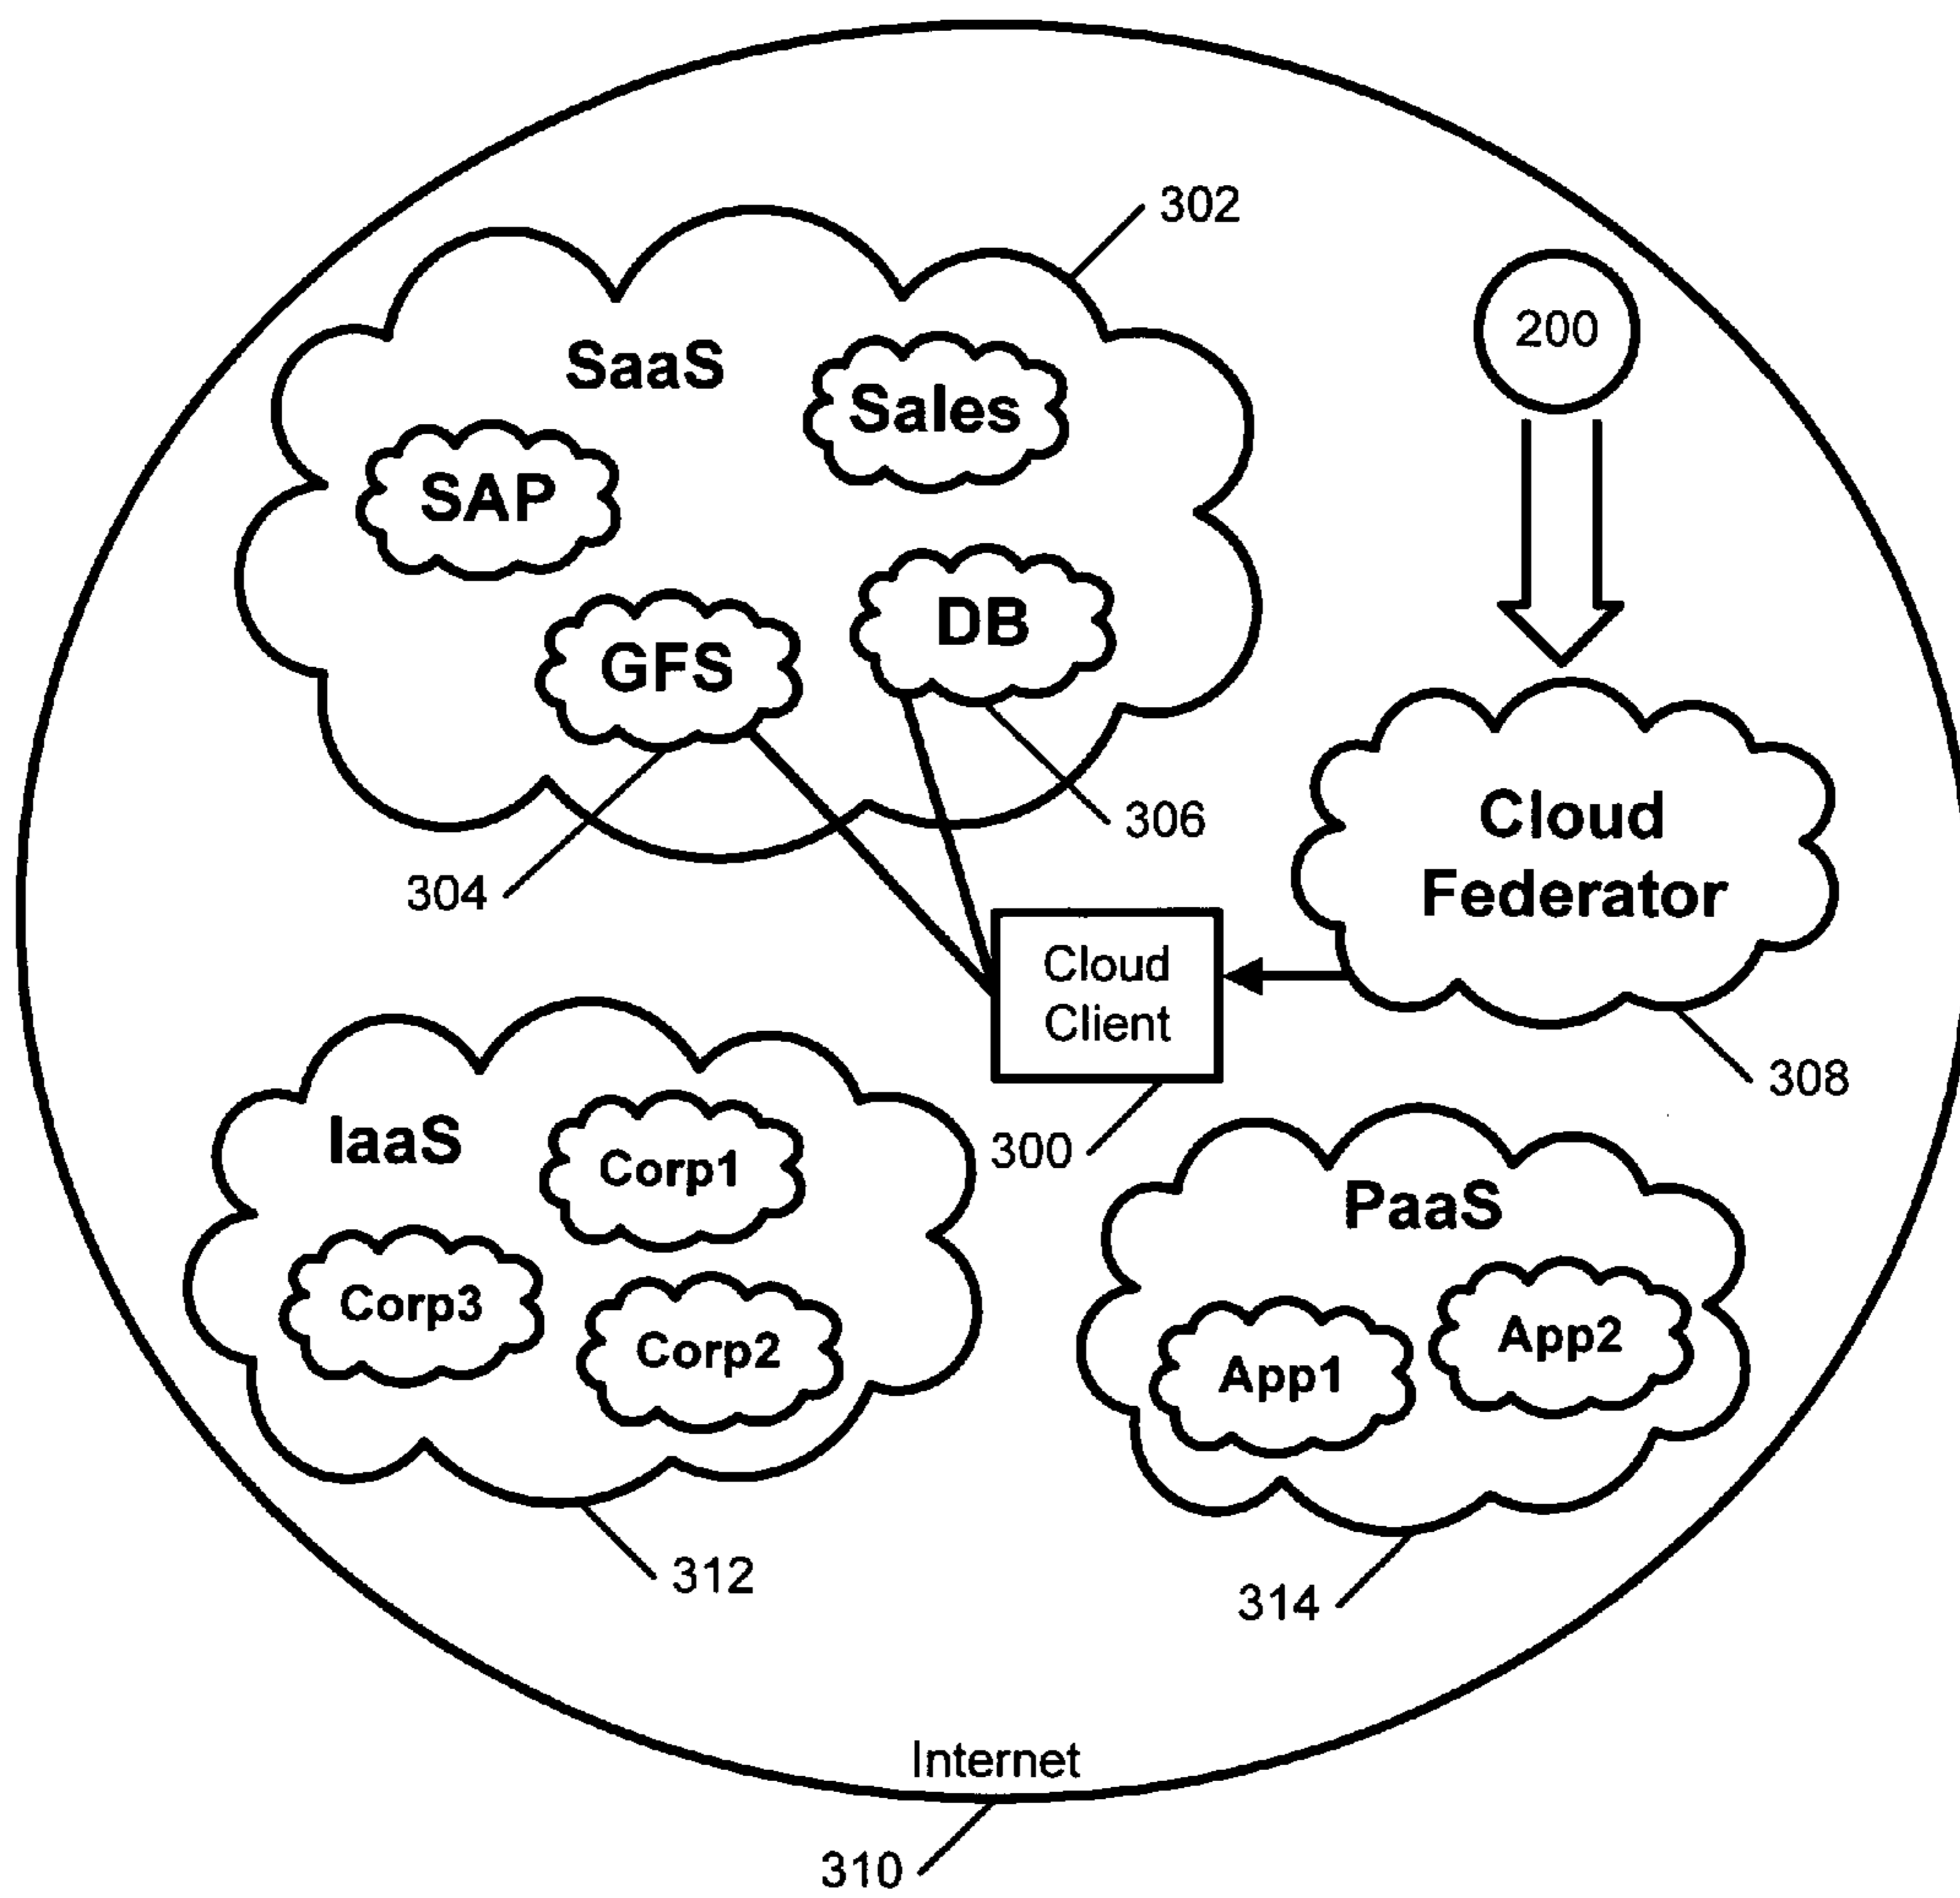 302
200
SaaS
Sales
SAP
DB
GFS
306
304
Cloud
Federator
Cloud
Client
308
300
IaaS
Corp1
Corp3
Corp2
PaaS
App2
App1
312
314
Internet
310